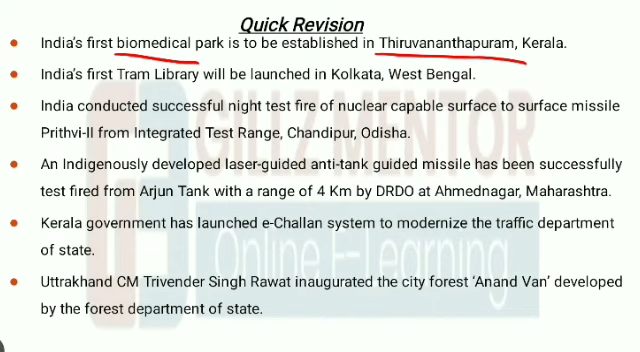 Quick Revision
• India's first biomedical park is to be established in Thiruvananthapuram, Kerala.
• India's first Tram Library will be launched in Kolkata, West Bengal.
• India conducted successful night test fire of nuclear capable surface to surface missile
Prithvi-II from Integrated Test Range, Chandipur, Odisha.
• An Indigenously developed laser-guided anti-tank guided missile has been successfully
test fired from Arjun Tank with a range of 4 Km by DRDO at Ahmednagar, Maharashtra.
• Kerala government has launched e-Challan system to modernize the traffic department
of state.
• Uttrakhand CM Trivender Singh Rawat inaugurated the city forest 'Anand Van' developed
by the forest department of state.
GILLZ MENTOR
Online E-Learning